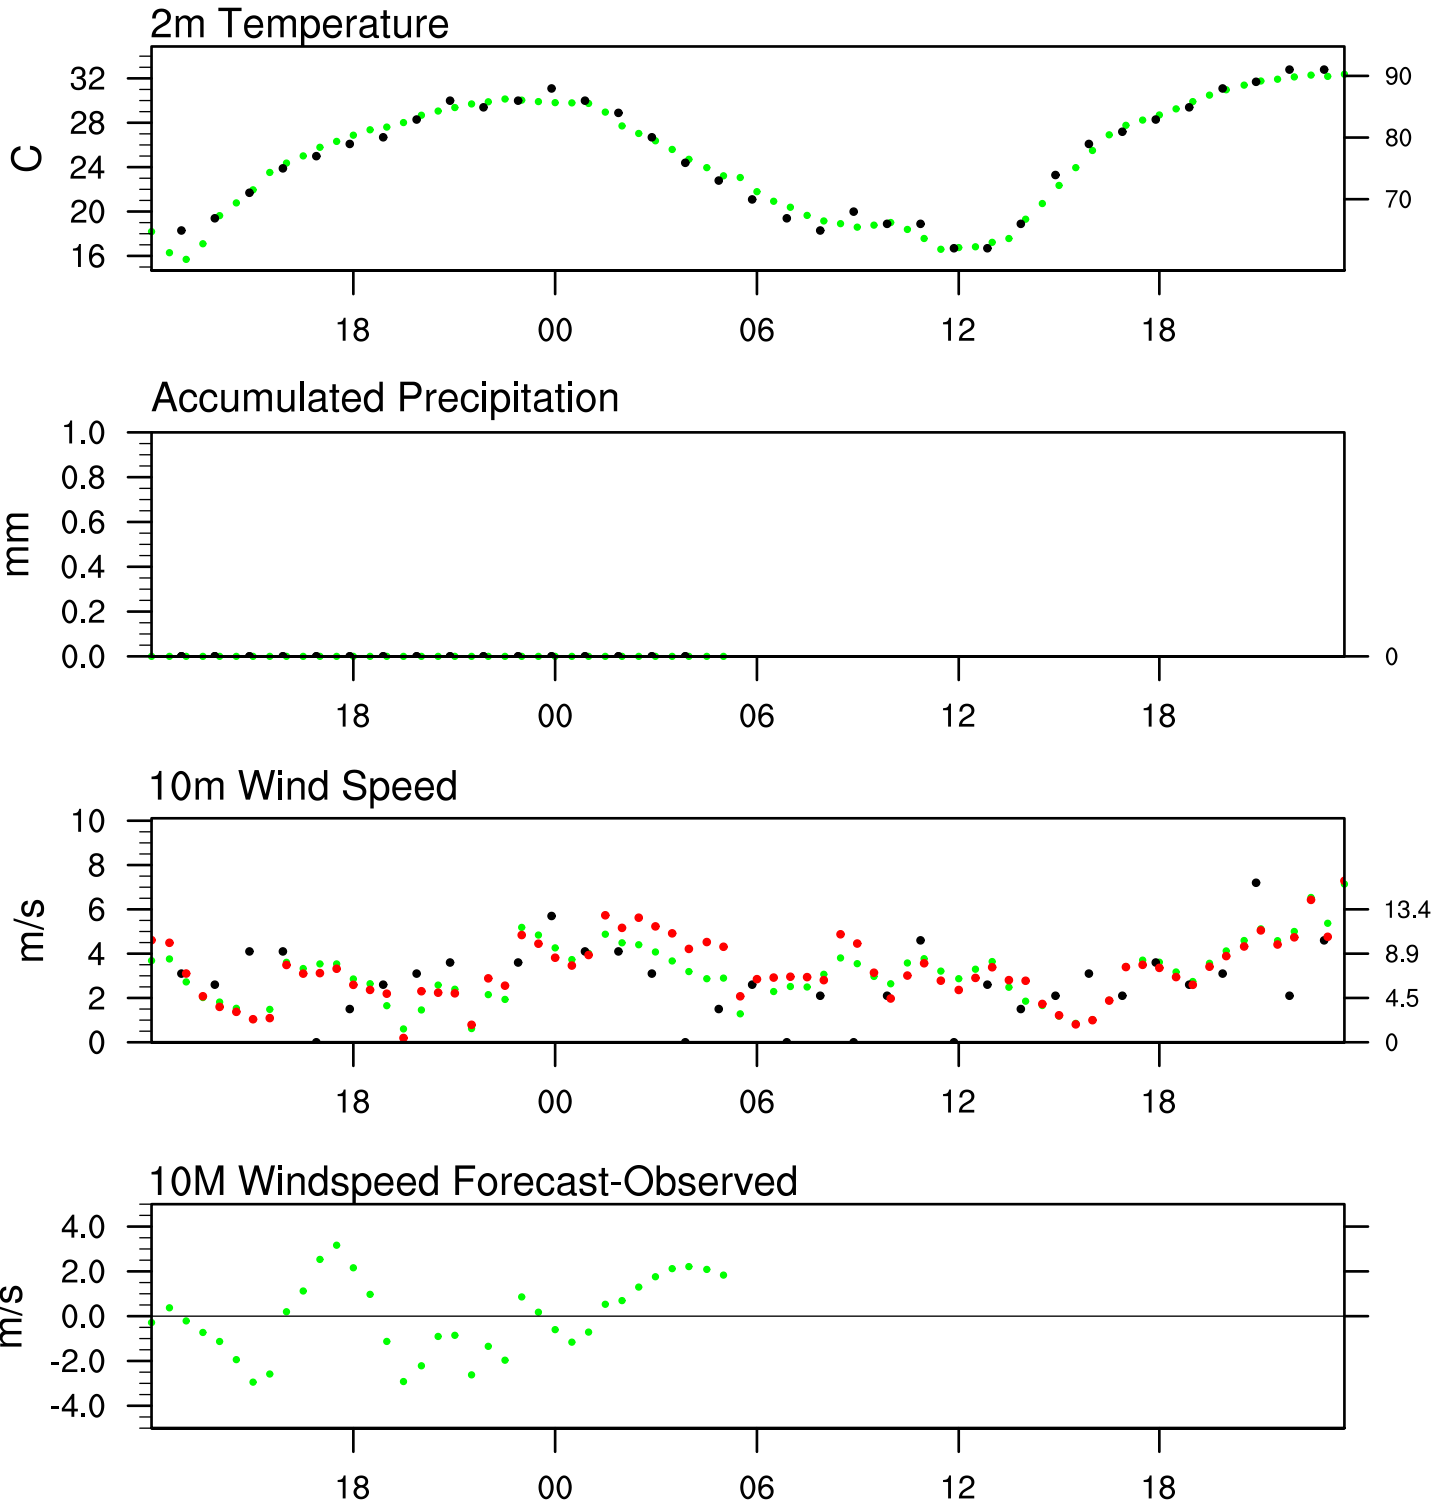 2m Temperature
C
32
28
24
20
16
90
80
70
18 00 06 12 18
Accumulated Precipitation
mm
1.0
0.8
0.6
0.4
0.2
0.0
0
18 00 06 12 18
10m Wind Speed
m/s
10
8
6
4
2
0
13.4
8.9
4.5
0
18 00 06 12 18
10M Windspeed Forecast-Observed
m/s
4.0
2.0
0.0
-2.0
-4.0
18 00 06 12 18